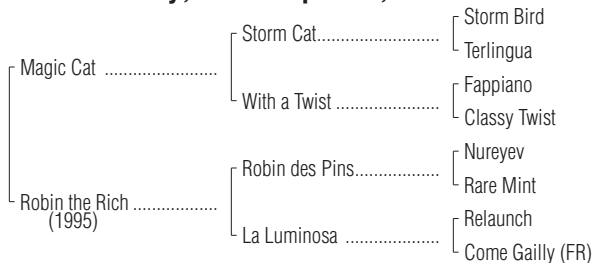 Storm Bird
Storm Cat........................
Terlingua
Magic Cat ........................
Fappiano
With a Twist ......................
Classy Twist
Nureyev
Robin des Pins..................
Rare Mint
Robin the Rich ..................
(1995)
Relaunch
La Luminosa ....................
Come Gailly (FR)